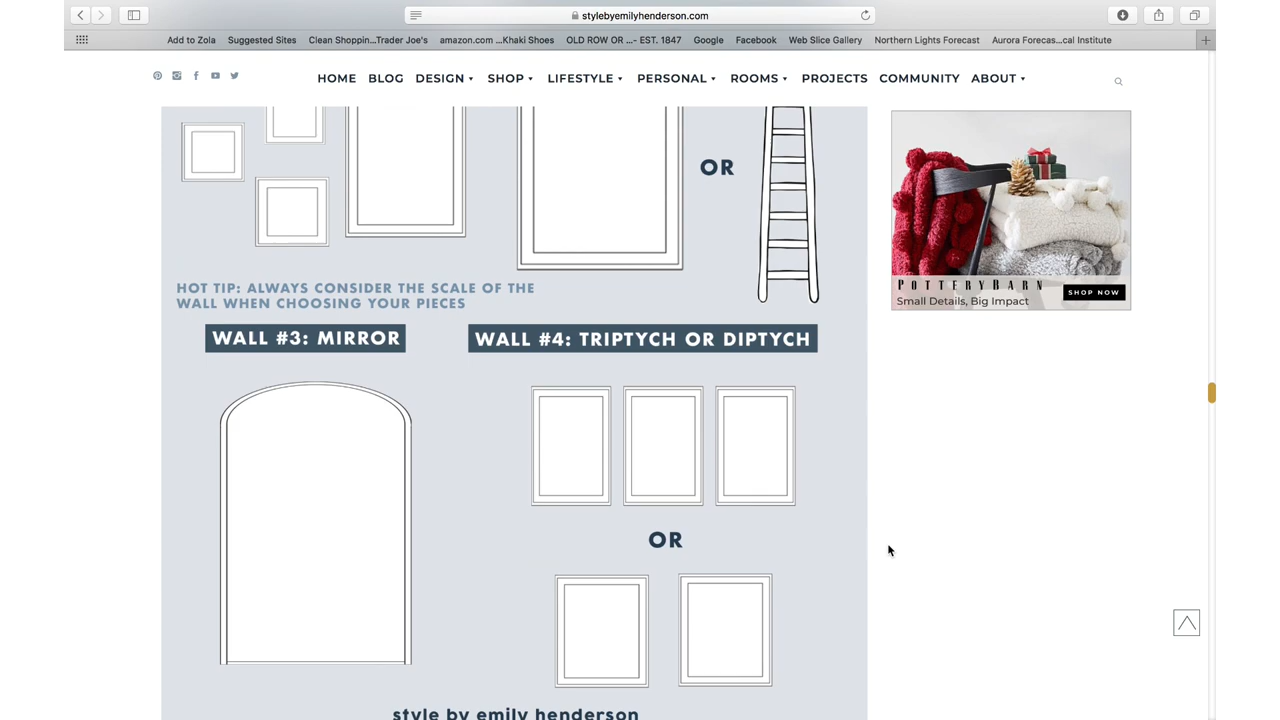 stylebyemilyhenderson.com
Add to Zola Suggested Sites Clean Shoppin...Trader Joe's amazon.com ...Khaki Shoes OLD ROW OR ...- EST. 1847 Google Facebook Web Slice Gallery Northern Lights Forecast Aurora Forecas...cal Institute
HOME BLOG DESIGN SHOP LIFESTYLE PERSONAL ROOMS PROJECTS COMMUNITY ABOUT
OR
HOT TIP: ALWAYS CONSIDER THE SCALE OF THE
WALL WHEN CHOOSING YOUR PIECES
WALL #3: MIRROR
WALL #4: TRIPTYCH OR DIPTYCH
OR
style by emily henderson
POTTERYBARN
Small Details, Big Impact
SHOP NOW